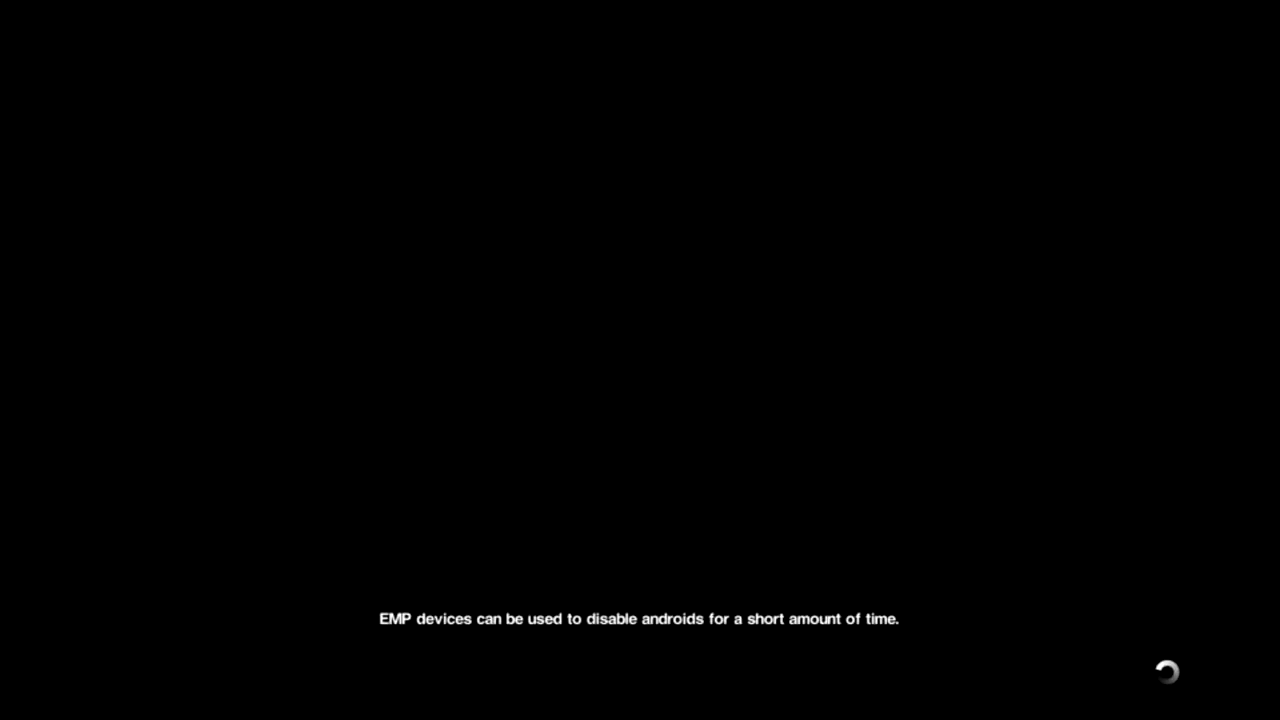 EMP devices can be used to disable androids for a short amount of time.